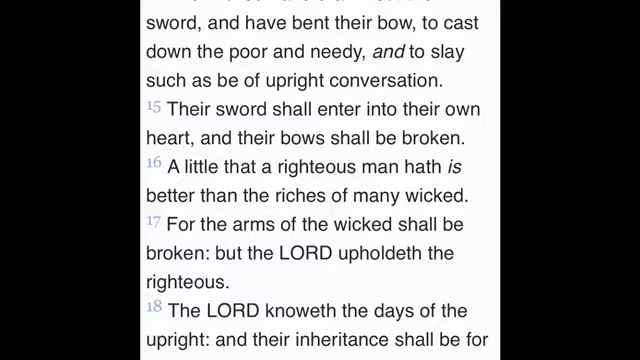 sword, and have bent their bow, to cast
down the poor and needy, and to slay
such as be of upright conversation.
15 Their sword shall enter into their own
heart, and their bows shall be broken.
16 A little that a righteous man hath is
better than the riches of many wicked.
17 For the arms of the wicked shall be
broken: but the LORD upholdeth the
righteous.
18 The LORD knoweth the days of the
upright: and their inheritance shall be for